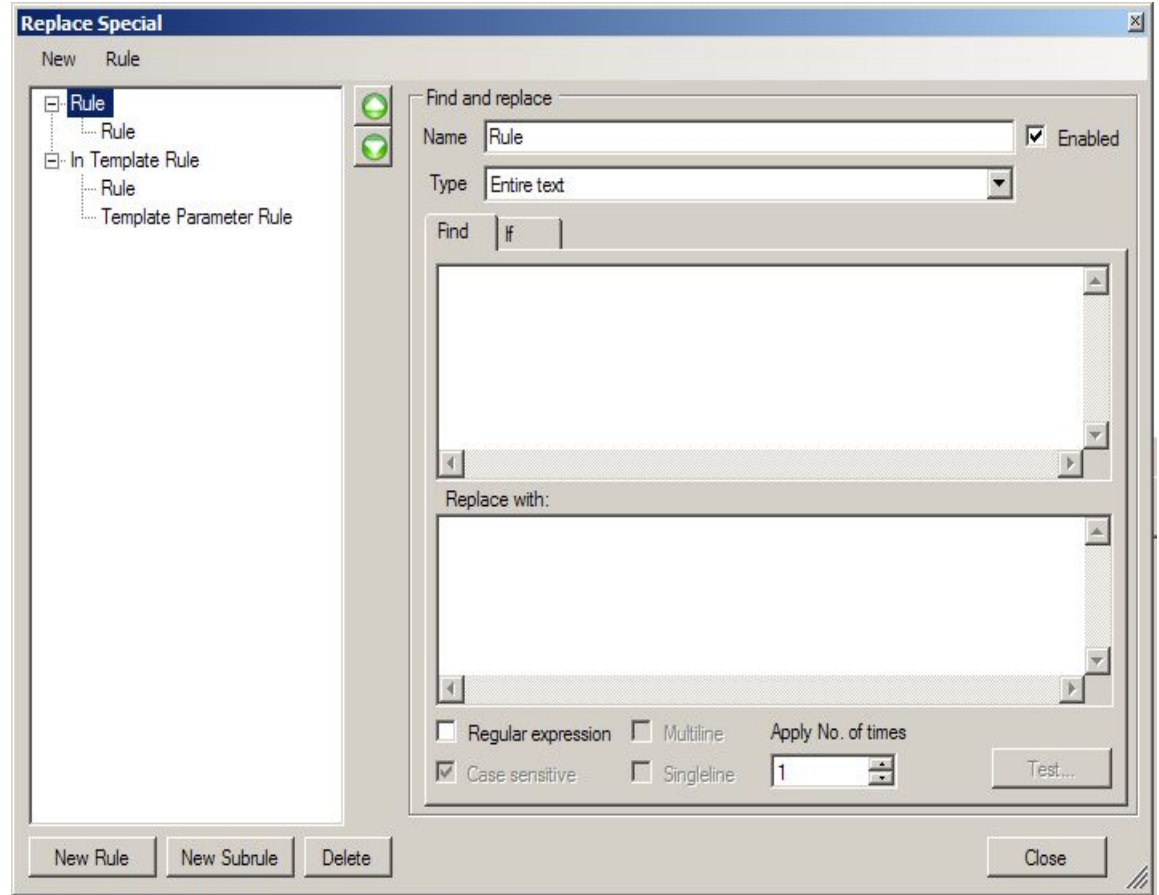 Replace Special
New Rule
Rule
Rule
In Template Rule
Rule
Template Parameter Rule
Find and replace
Name Rule Enabled
Type Entire text
Find If
Replace with:
Regular expression Multiline Apply No. of times
Case sensitive Singleline 1 Test...
New Rule New Subrule Delete Close